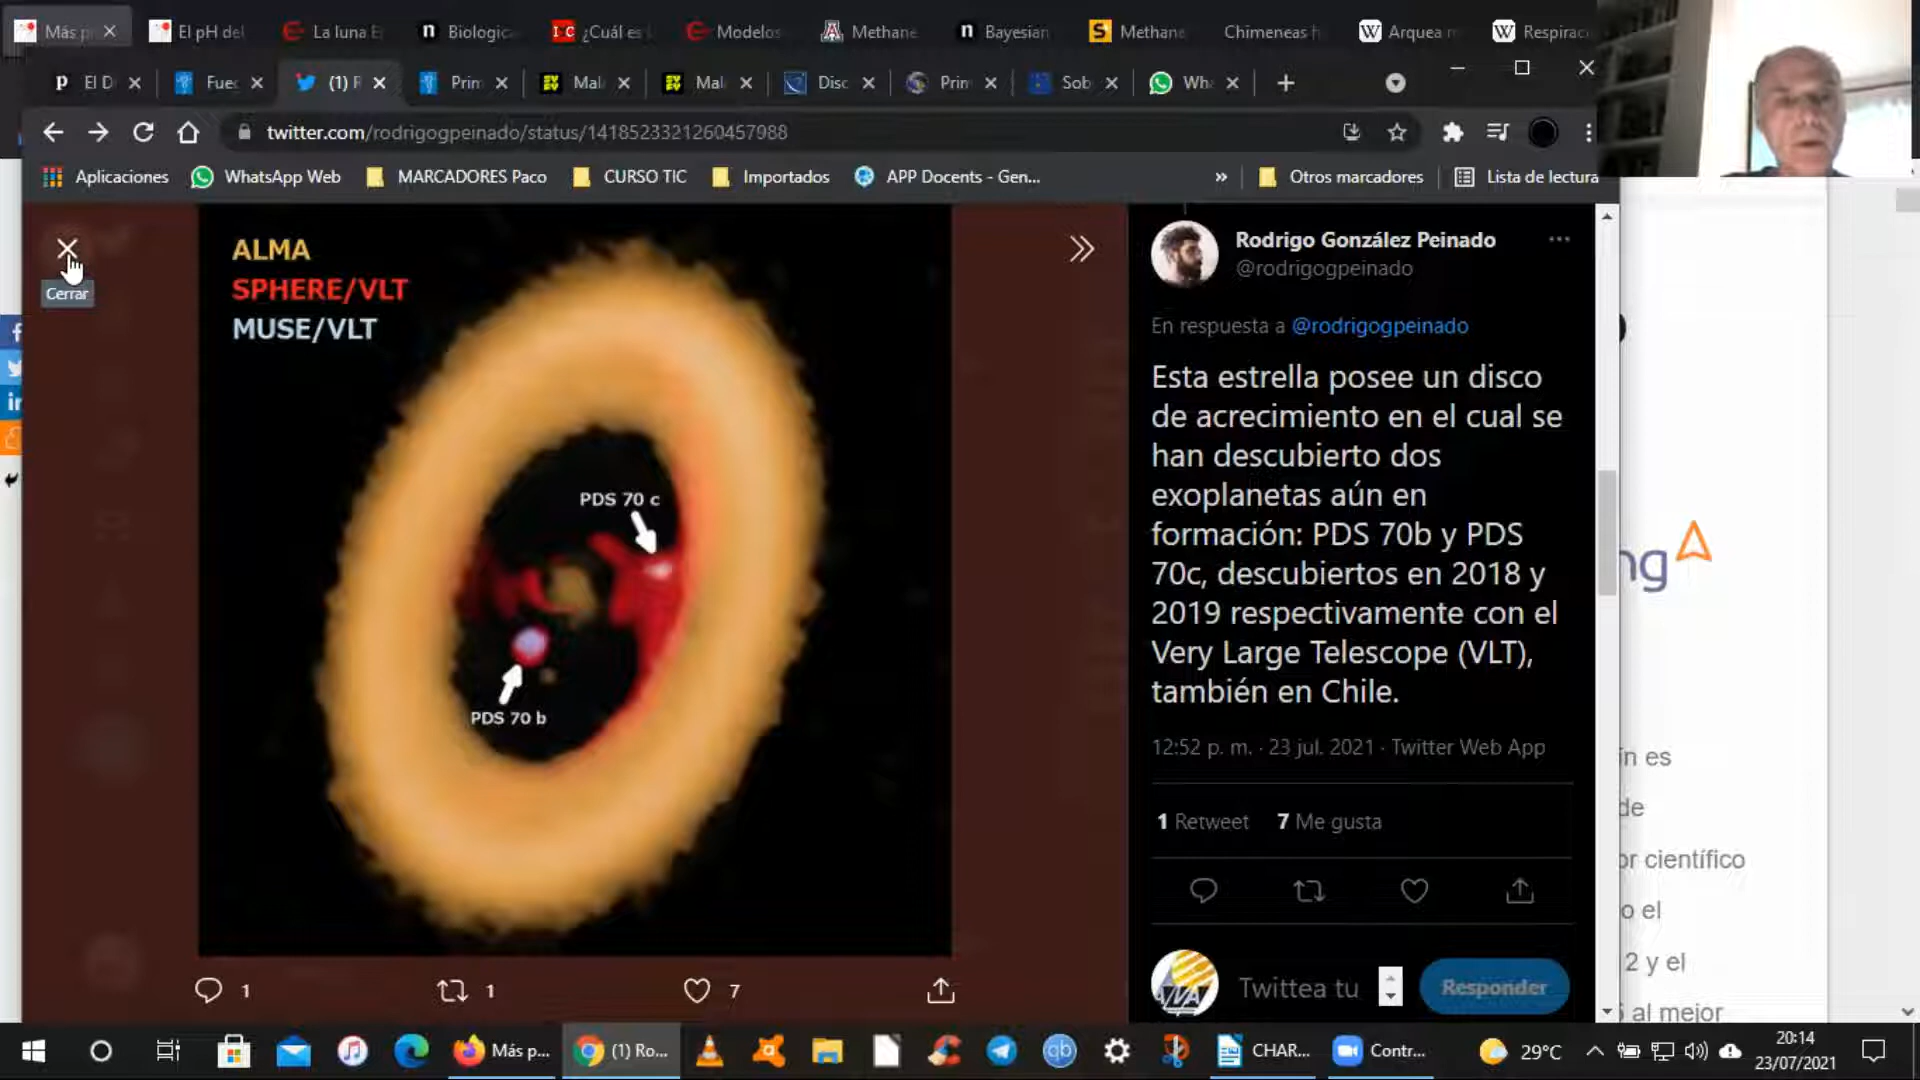 Más p
El pH del
La luna E
Biologica
¿Cuál es
Modelos
Methane
Bayesian
Methane
Chimeneas h
Arquea m
Respirac
El D
Fue
(1) R
Prim
Mal
Mal
Disc
Prim
Sob
Wh
twitter.com/rodrigogpeinado/status/1418523321260457988
Aplicaciones
WhatsApp Web
MARCADORES Paco
CURSO TIC
Importados
APP Docents - Gen...
»
Otros marcadores
Lista de lectura
Cerrar
ALMA
SPHERE/VLT
MUSE/VLT
PDS 70 c
PDS 70 b
1
1
7
Rodrigo González Peinado
@rodrigogpeinado
En respuesta a @rodrigogpeinado
Esta estrella posee un disco
de acrecimiento en el cual se
han descubierto dos
exoplanetas aún en
formación: PDS 70b y PDS
70c, descubiertos en 2018 y
2019 respectivamente con el
Very Large Telescope (VLT),
también en Chile.
12:52 p. m. · 23 jul. 2021 · Twitter Web App
1 Retweet 7 Me gusta
Twittea tu
Responder
ng
ín es
de
or científico
o el
2 y el
al mejor
Más p...
(1) Ro...
CHAR...
Contr...
29°C
20:14
23/07/2021